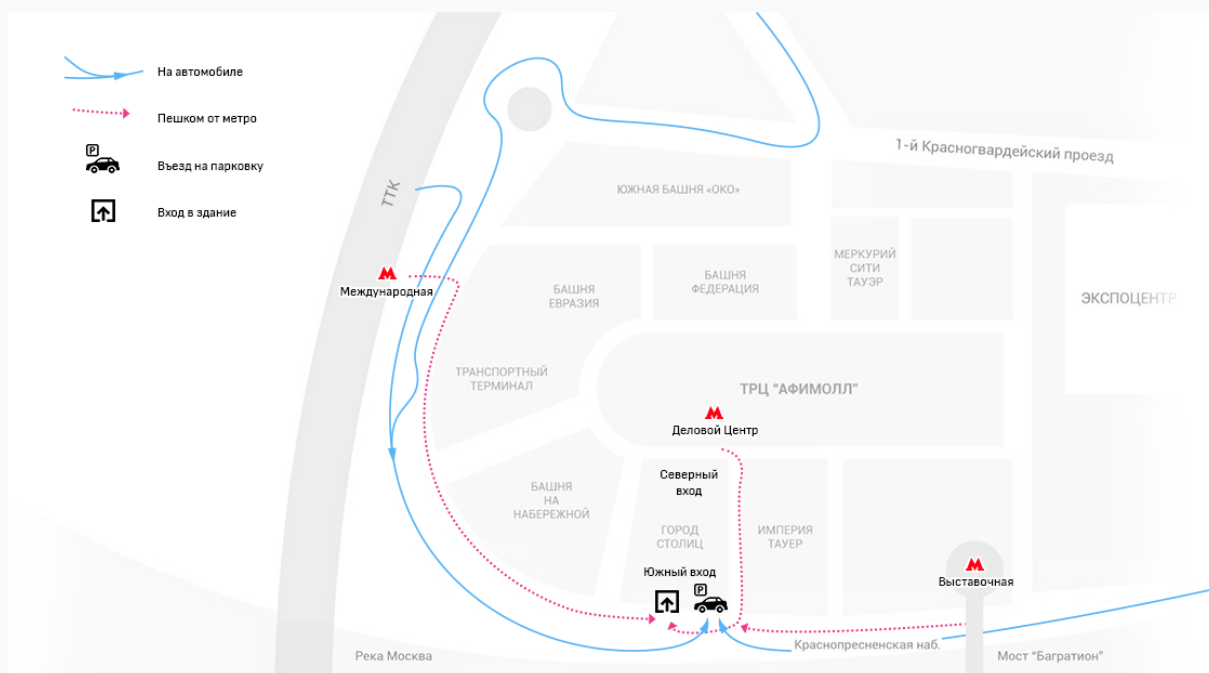 На автомобиле
Пешком от метро
P
Въезд на парковку
Вход в здание
ТТК
1-й Красногвардейский проезд
ЮЖНАЯ БАШНЯ «ОКО»
МЕРКУРИЙ
СИТИ
ТАУЭР
БАШНЯ
ФЕДЕРАЦИЯ
БАШНЯ
ЕВРАЗИЯ
М
Международная
ЭКСПОЦЕНТР
ТРАНСПОРТНЫЙ
ТЕРМИНАЛ
ТРЦ "АФИМОЛЛ"
М
Деловой Центр
Северный
вход
БАШНЯ
НА
НАБЕРЕЖНОЙ
ГОРОД
СТОЛИЦ
ИМПЕРИЯ
ТАУЕР
Южный вход
P
М
Выставочная
Краснопресненская наб.
Река Москва
Мост "Багратион"